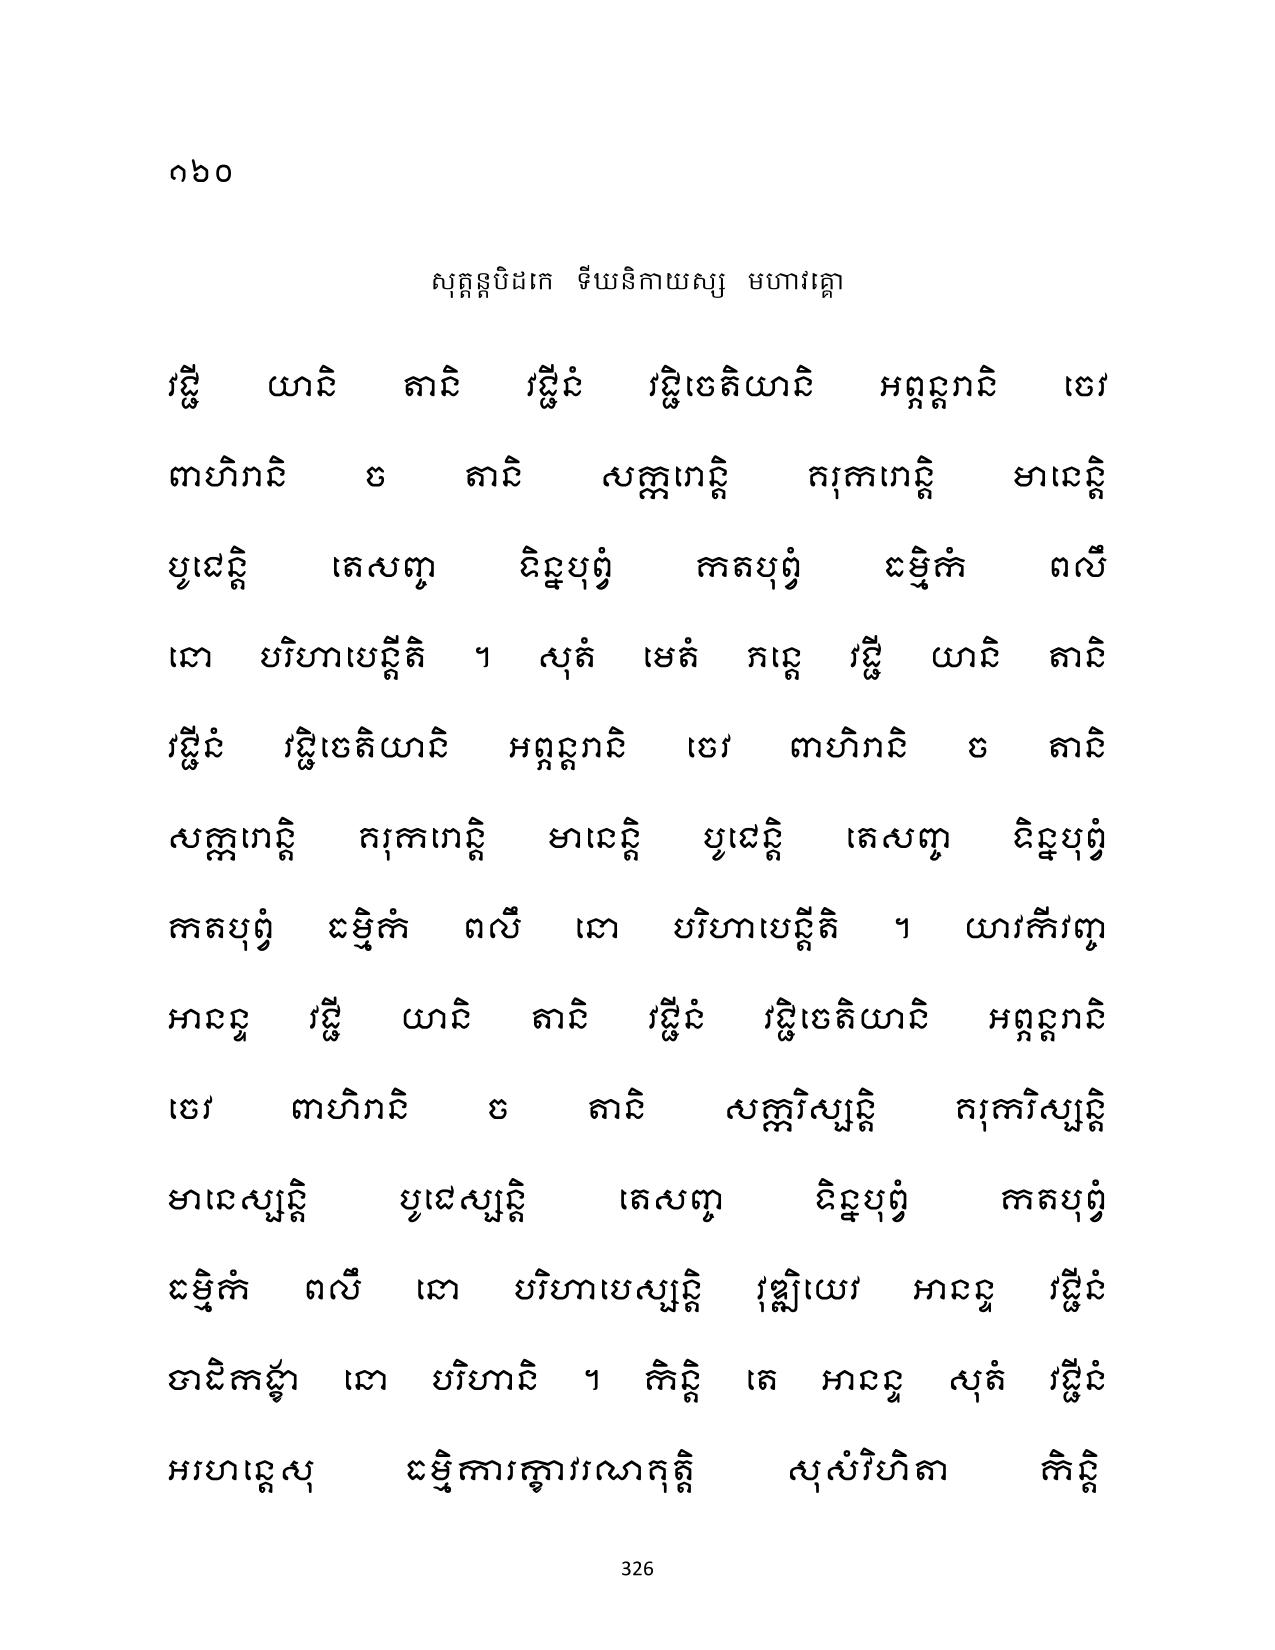 ១៦០
សុត្តន្តបិដកេ ទីឃនិកាយស្ស មហាវគ្គោ
វជ្ជី យានិ តានិ វជ្ជីនំ វជ្ជិចេតិយានិ អព្ភន្តរានិ ចេវ
ពាហិរានិ ច តានិ សក្ករោន្តិ គរុករោន្តិ មានេន្តិ
បូជេន្តិ តេសញ្ច ទិន្នបុព្វំ កតបុព្វំ ធម្មិកំ ពលឹ
នោ បរិហាបេន្តីតិ ។ សុតំ មេតំ ភន្តេ វជ្ជី យានិ តានិ
វជ្ជីនំ វជ្ជិចេតិយានិ អព្ភន្តរានិ ចេវ ពាហិរានិ ច តានិ
សក្ករោន្តិ គរុករោន្តិ មានេន្តិ បូជេន្តិ តេសញ្ច ទិន្នបុព្វំ
កតបុព្វំ ធម្មិកំ ពលឹ នោ បរិហាបេន្តីតិ ។ យាវកីវញ្ច
អានន្ទ វជ្ជី យានិ តានិ វជ្ជីនំ វជ្ជិចេតិយានិ អព្ភន្តរានិ
ចេវ ពាហិរានិ ច តានិ សក្ករិស្សន្តិ គរុករិស្សន្តិ
មានេស្សន្តិ បូជេស្សន្តិ តេសញ្ច ទិន្នបុព្វំ កតបុព្វំ
ធម្មិកំ ពលឹ នោ បរិហាបេស្សន្តិ វុឌ្ឍិយេវ អានន្ទ វជ្ជីនំ
បាដិកង្ខា នោ បរិហានិ ។ កិន្តិ តេ អានន្ទ សុតំ វជ្ជីនំ
អរហន្តេសុ ធម្មិការក្ខាវរណគុត្តិ សុសំវិហិតា កិន្តិ
326